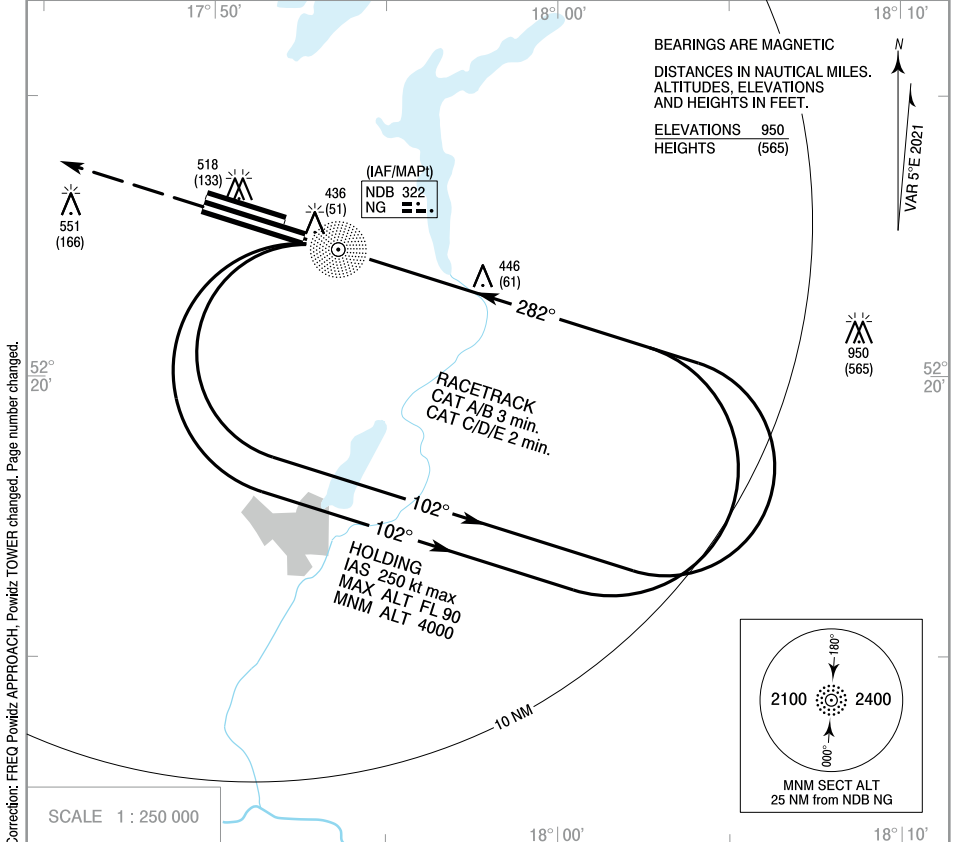 17° 50'
18° 00'
18° 10'
BEARINGS ARE MAGNETIC
DISTANCES IN NAUTICAL MILES.
ALTITUDES, ELEVATIONS
AND HEIGHTS IN FEET.
ELEVATIONS 950
HEIGHTS (565)
N
VAR 5°E 2021
518
(133)
436
(51)
(IAF/MAPt)
NDB 322
NG
551
(166)
446
(61)
282°
950
(565)
52°
20'
52°
20'
RACETRACK
CAT A/B 3 min.
CAT C/D/E 2 min.
102°
102°
HOLDING
IAS 250 kt max
MAX ALT FL 90
MNM ALT 4000
10 NM
180°
2100
2400
000°
MNM SECT ALT
25 NM from NDB NG
SCALE 1 : 250 000
18° 00'
18° 10'
Correction: FREQ Powidz APPROACH, Powidz TOWER changed. Page number changed.